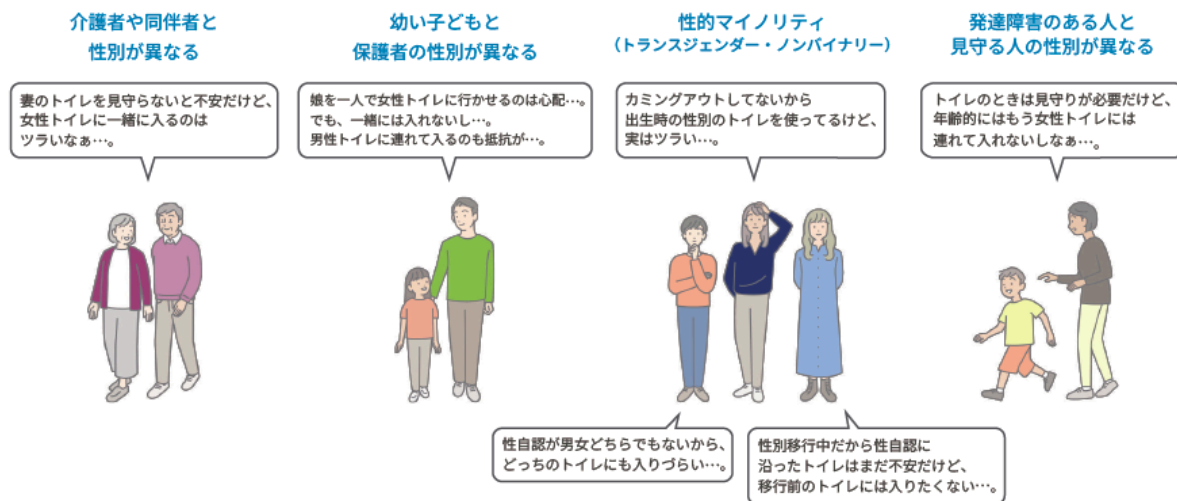 介護者や同伴者と
性別が異なる
妻のトイレを見守らないと不安だけど、
女性トイレに一緒に入るのは
ツラいなぁ…。
幼い子どもと
保護者の性別が異なる
娘を一人で女性トイレに行かせるのは心配…。
でも、一緒には入れないし…。
男性トイレに連れて入るのも抵抗が…。
性的マイノリティ
（トランスジェンダー・ノンバイナリー）
カミングアウトしてないから
出生時の性別のトイレを使ってるけど、
実はツラい…。
性自認が男女どちらでもないから、
どっちのトイレにも入りづらい…。
性別移行中だから性自認に
沿ったトイレはまだ不安だけど、
移行前のトイレには入りたくない…。
発達障害のある人と
見守る人の性別が異なる
トイレのときは見守りが必要だけど、
年齢的にはもう女性トイレには
連れて入れないしなぁ…。